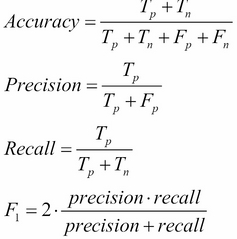 Accuracy = (T_p + T_n) / (T_p + T_n + F_p + F_n)
Precision = T_p / (T_p + F_p)
Recall = T_p / (T_p + T_n)
F_1 = 2 · (precision · recall) / (precision + recall)